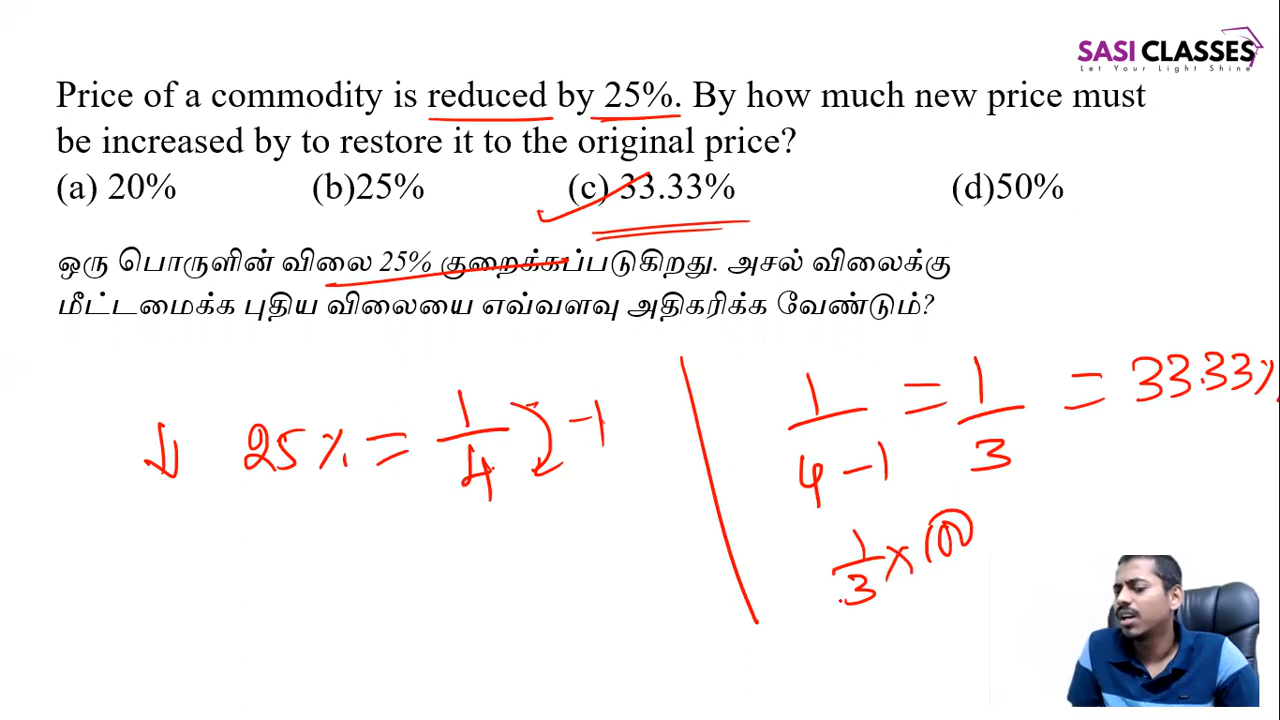 SASI CLASSES
Let Your Light Shine
Price of a commodity is reduced by 25%. By how much new price must
be increased by to restore it to the original price?
(a) 20% (b)25% (c) 33.33% (d)50%
ஒரு பொருளின் விலை 25% குறைக்கப்படுகிறது. அசல் விலைக்கு
மீட்டமைக்க புதிய விலையை எவ்வளவு அதிகரிக்க வேண்டும்?
↓ 25% = 1/4 -1
1/(4-1) = 1/3 = 33.33%
1/3 × 100